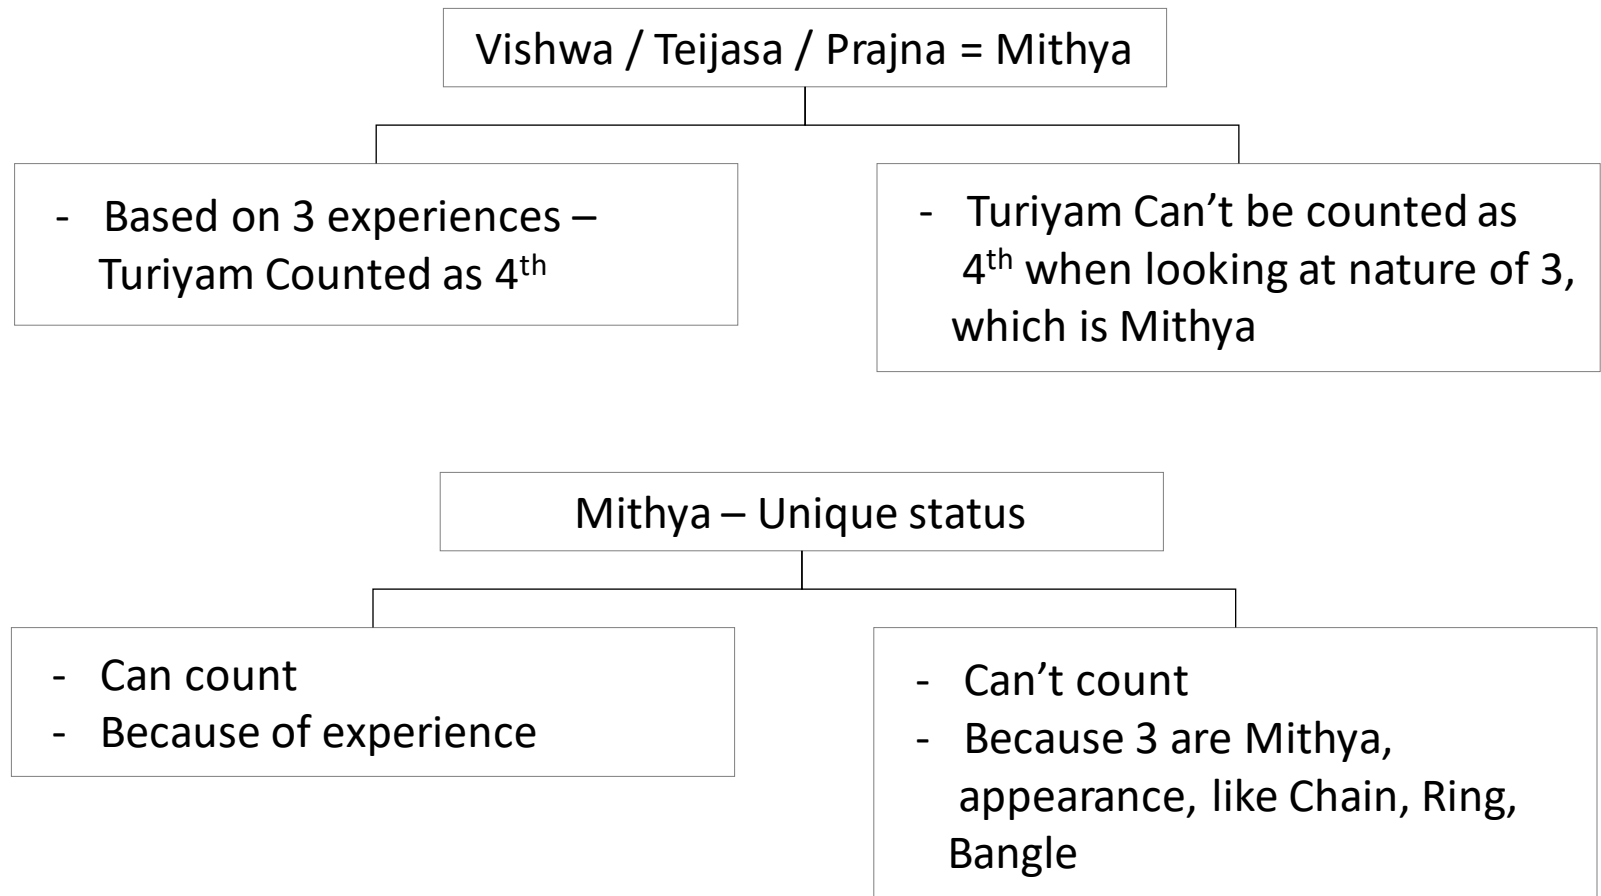 Vishwa / Teijasa / Prajna = Mithya
- Based on 3 experiences –
Turiyam Counted as 4th
- Turiyam Can’t be counted as
4th when looking at nature of 3,
which is Mithya
Mithya – Unique status
- Can count
- Because of experience
- Can’t count
- Because 3 are Mithya,
appearance, like Chain, Ring,
Bangle